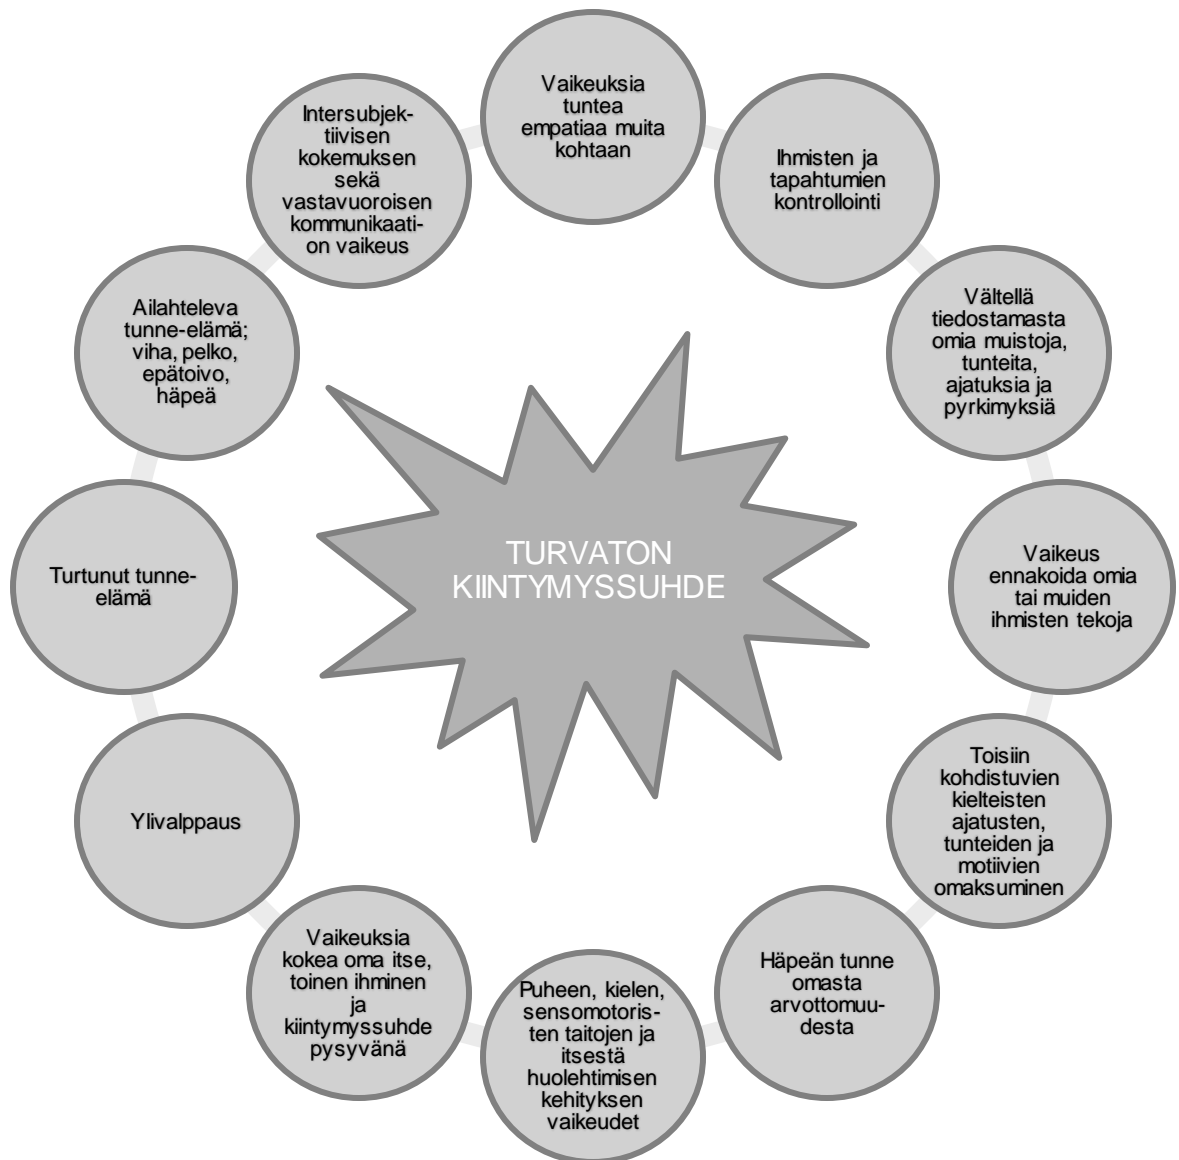 Vaikeuksia
tuntea
empatiaa muita
kohtaan
Ihmisten ja
tapahtumien
kontrollointi
Vältellä
tiedostamasta
omia muistoja,
tunteita,
ajatuksia ja
pyrkimyksiä
Vaikeus
ennakoida omia
tai muiden
ihmisten tekoja
Toisiin
kohdistuvien
kielteisten
ajatusten,
tunteiden ja
motiivien
omaksuminen
Häpeän tunne
omasta
arvottomuu-
desta
Puheen, kielen,
sensomotoris-
ten taitojen ja
itsestä
huolehtimisen
kehityksen
vaikeudet
Vaikeuksia
kokea oma itse,
toinen ihminen
ja
kiintymyssuhde
pysyvänä
Ylivalppaus
Turtunut tunne-
elämä
Ailahteleva
tunne-elämä;
viha, pelko,
epätoivo,
häpeä
Intersubjek-
tiivisen
kokemuksen
sekä
vastavuoroisen
kommunikaati-
on vaikeus
TURVATON
KIINTYMYSSUHDE